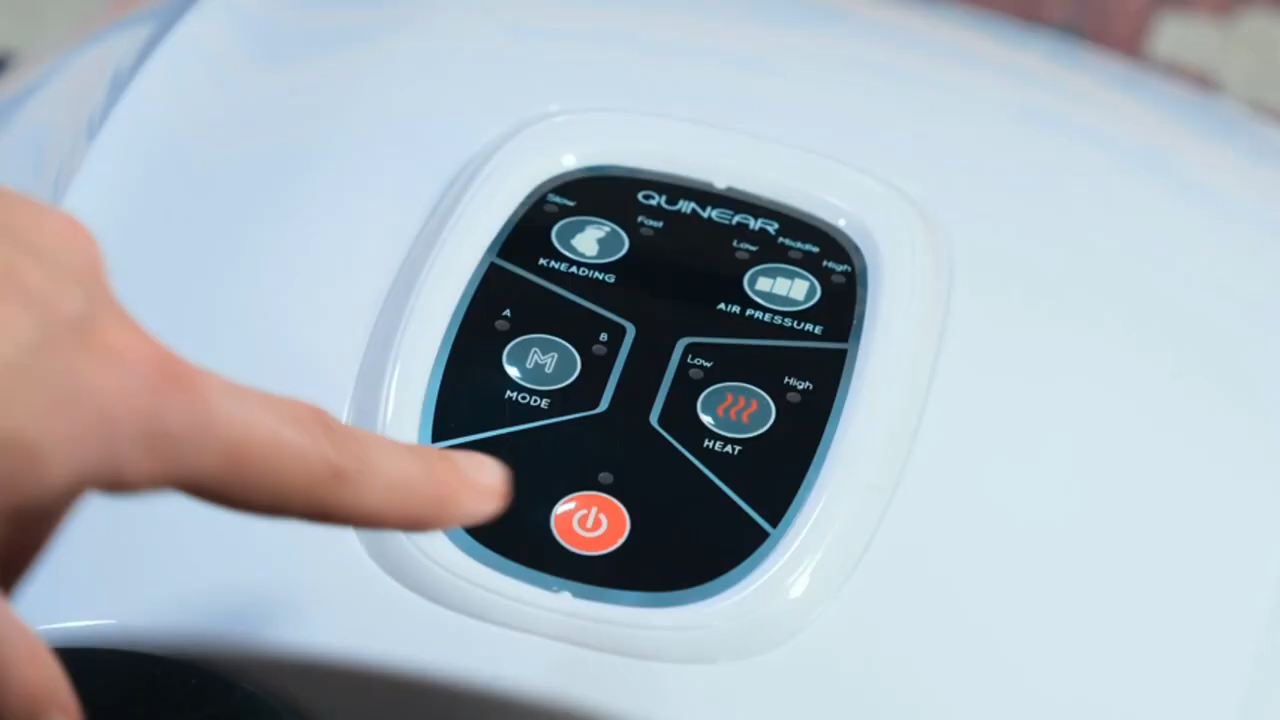 QUINEAR
Slow
Fast
KNEADING
Low
Middle
High
AIR PRESSURE
A
B
M
MODE
Low
High
HEAT